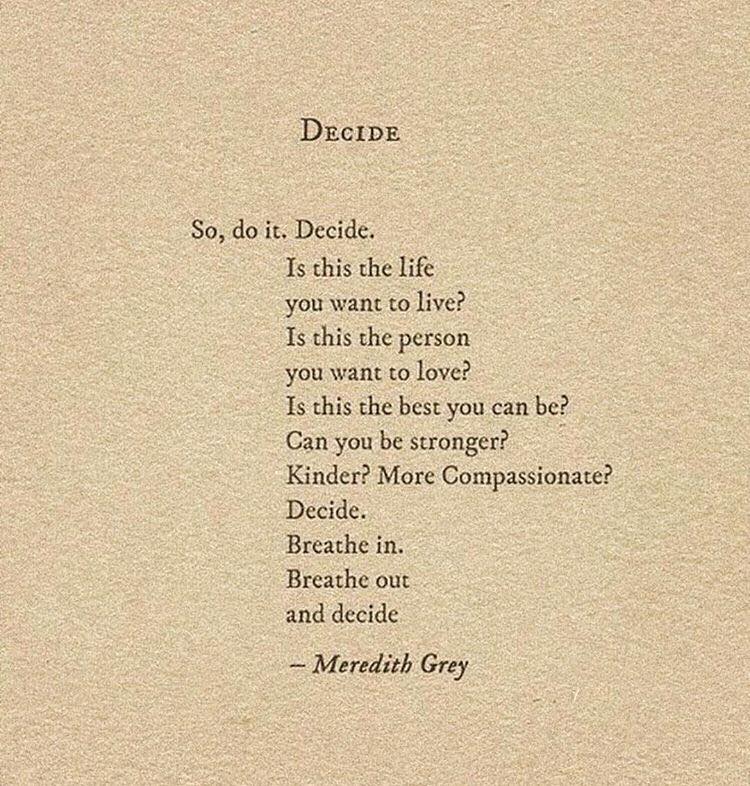 DECIDE
So, do it. Decide.
Is this the life
you want to live?
Is this the person
you want to love?
Is this the best you can be?
Can you be stronger?
Kinder? More Compassionate?
Decide.
Breathe in.
Breathe out
and decide
– Meredith Grey